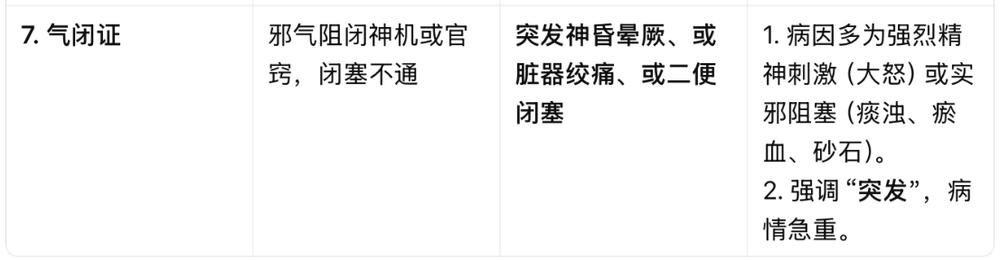 7. 气闭证
邪气阻闭神机或官
窍，闭塞不通
突发神昏晕厥、或
脏器绞痛、或二便
闭塞
1. 病因多为强烈精
神刺激（大怒）或实
邪阻塞（痰浊、瘀
血、砂石）。
2. 强调“突发”，病
情急重。